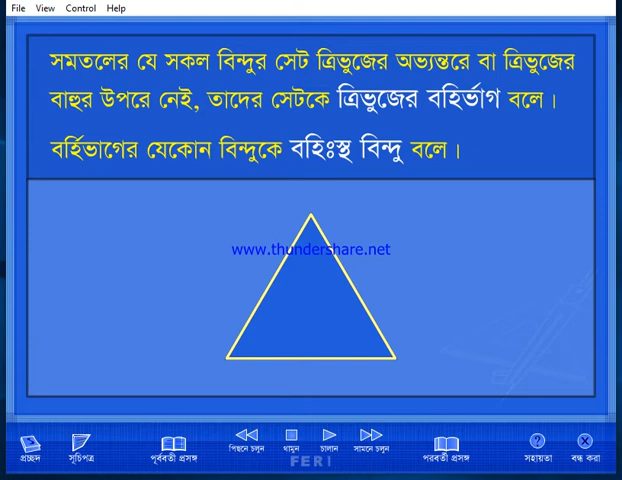 File View Control Help
সমতলের যে সকল বিন্দুর সেট ত্রিভুজের অভ্যন্তরে বা ত্রিভুজের
বাহুর উপরে নেই, তাদের সেটকে ত্রিভুজের বহির্ভাগ বলে।
বর্হিভাগের যেকোন বিন্দুকে বহিঃস্থ বিন্দু বলে।
www.thundershare.net
প্রচ্ছদ সূচিপত্র পূর্ববর্তী প্রসঙ্গ পিছনে চলুন থামুন চালান সামনে চলুন পরবর্তী প্রসঙ্গ সহায়তা বন্ধ করা